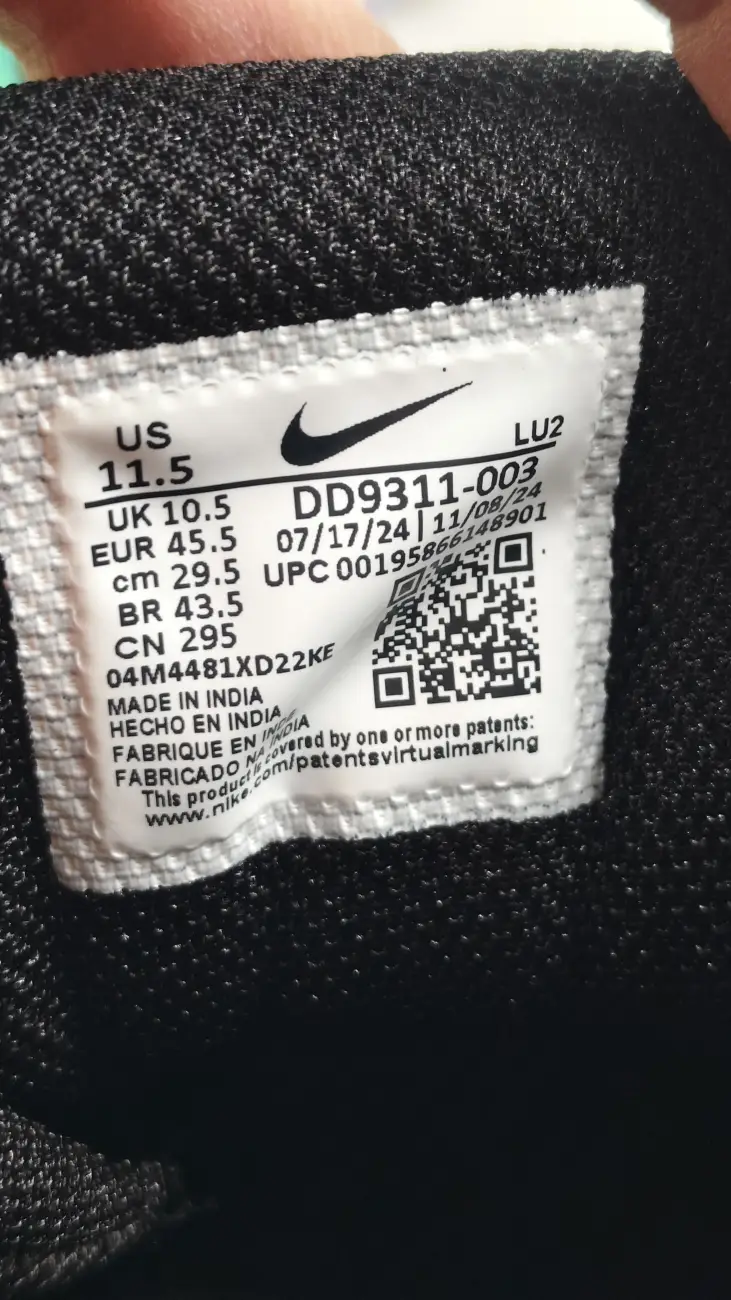 US
11.5
LU2
UK 10.5
EUR 45.5
cm 29.5
BR 43.5
CN 295
DD9311-003
07/17/24 | 11/08/24
UPC 00195866148901
04M4481XD22KE
MADE IN INDIA
HECHO EN INDIA
FABRIQUE EN INDE
FABRICADO NA INDIA
This product is covered by one or more patents:
www.nike.com/patentsvirtualmarking